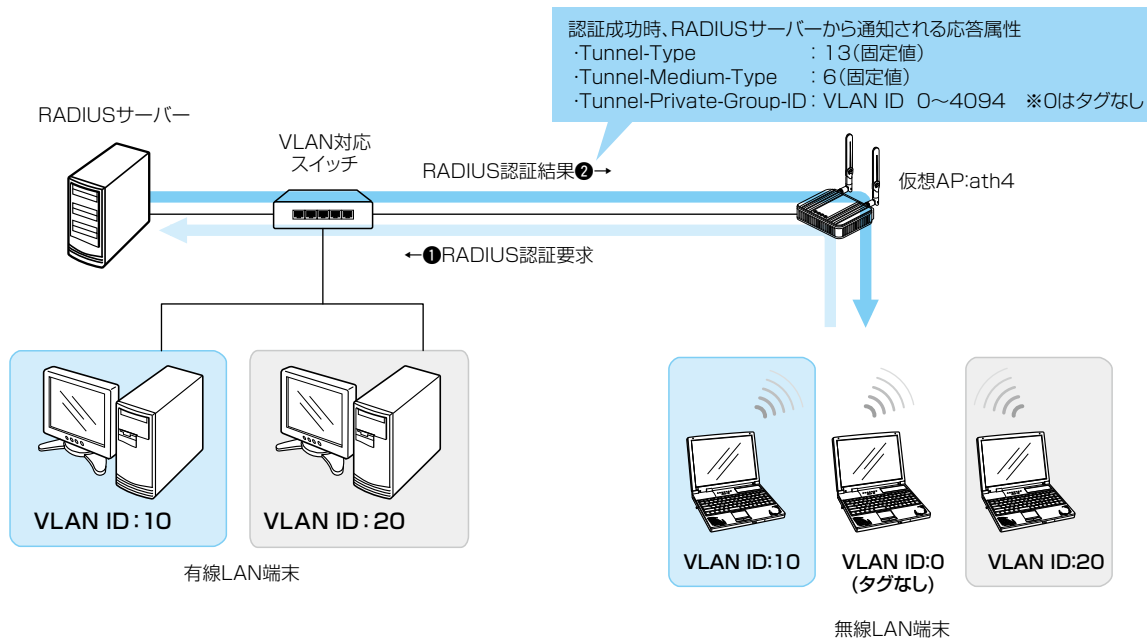 認証成功時、RADIUSサーバーから通知される応答属性
·Tunnel-Type : 13(固定値)
·Tunnel-Medium-Type : 6(固定値)
·Tunnel-Private-Group-ID : VLAN ID 0～4094 ※0はタグなし
RADIUSサーバー
VLAN対応
スイッチ
RADIUS認証結果❷→
仮想AP:ath4
←❶RADIUS認証要求
VLAN ID：10
VLAN ID：20
有線LAN端末
VLAN ID:10
VLAN ID:0
(タグなし)
VLAN ID:20
無線LAN端末